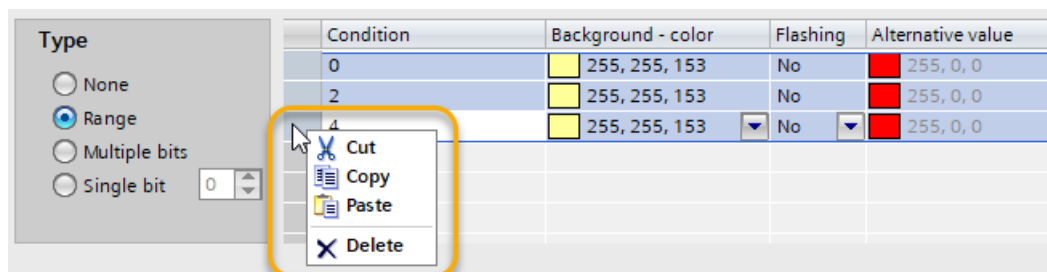 Type
None
Range
Multiple bits
Single bit 0
Condition Background - color Flashing Alternative value
0 255, 255, 153 No 255, 0, 0
2 255, 255, 153 No 255, 0, 0
4 255, 255, 153 No 255, 0, 0
Cut
Copy
Paste
Delete